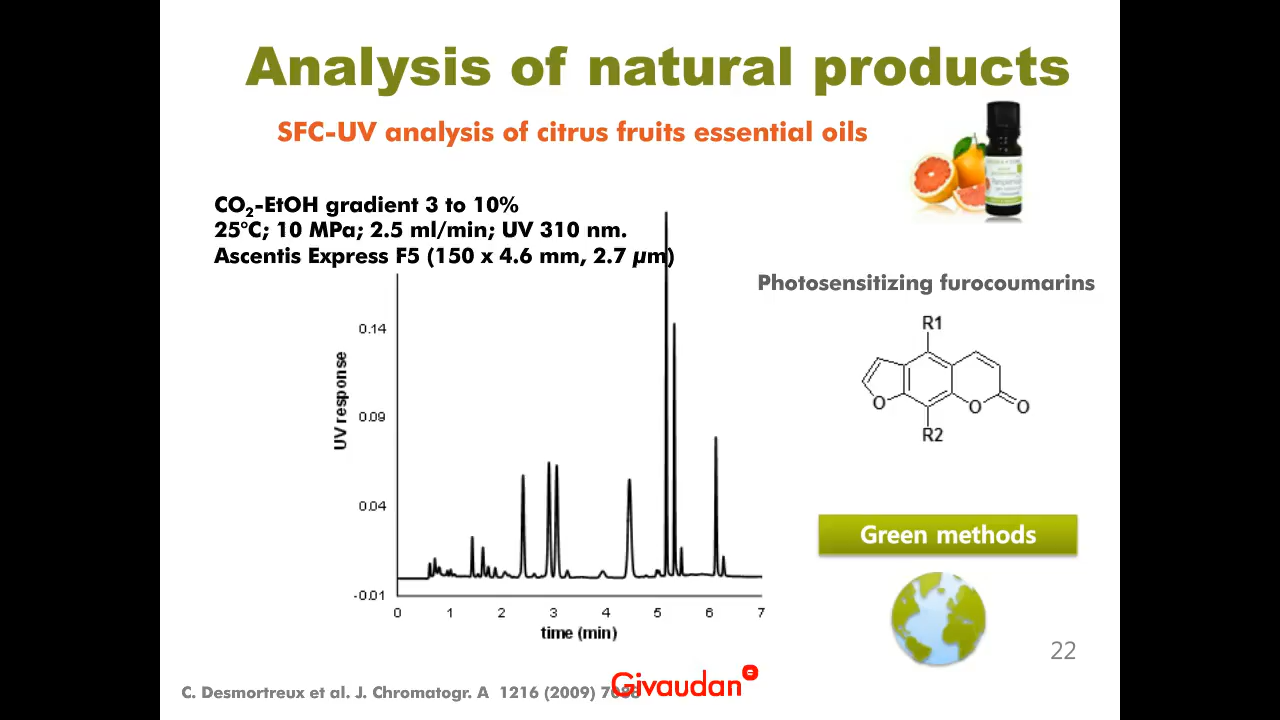 Analysis of natural products
SFC-UV analysis of citrus fruits essential oils
CO2-EtOH gradient 3 to 10%
25°C; 10 MPa; 2.5 ml/min; UV 310 nm.
Ascentis Express F5 (150 x 4.6 mm, 2.7 µm)
Photosensitizing furocoumarins
R1
O
O
O
R2
UV response
0.14
0.09
0.04
-0.01
0 1 2 3 4 5 6 7
time (min)
Green methods
22
Givaudan
C. Desmortreux et al. J. Chromatogr. A 1216 (2009)